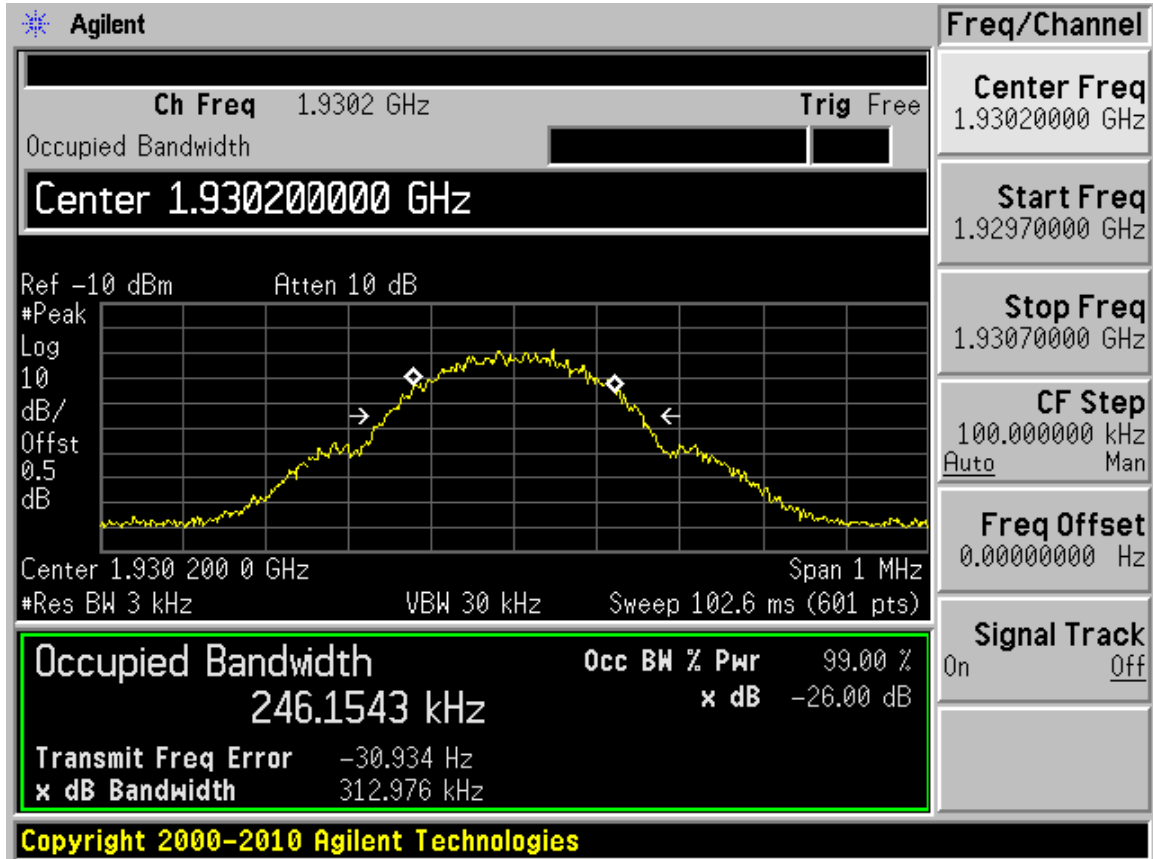 Agilent
Freq/Channel
Ch Freq 1.9302 GHz Trig Free
Occupied Bandwidth
Center 1.930200000 GHz
Ref −10 dBm Atten 10 dB
#Peak
Log
10
dB/
Offst
0.5
dB
Center 1.930 200 0 GHz Span 1 MHz
#Res BW 3 kHz VBW 30 kHz Sweep 102.6 ms (601 pts)
Occupied Bandwidth Occ BW % Pwr 99.00 %
246.1543 kHz x dB −26.00 dB
Transmit Freq Error −30.934 Hz
x dB Bandwidth 312.976 kHz
Copyright 2000–2010 Agilent Technologies
Center Freq
1.93020000 GHz
Start Freq
1.92970000 GHz
Stop Freq
1.93070000 GHz
CF Step
100.000000 kHz
Auto Man
Freq Offset
0.00000000 Hz
Signal Track
On Off